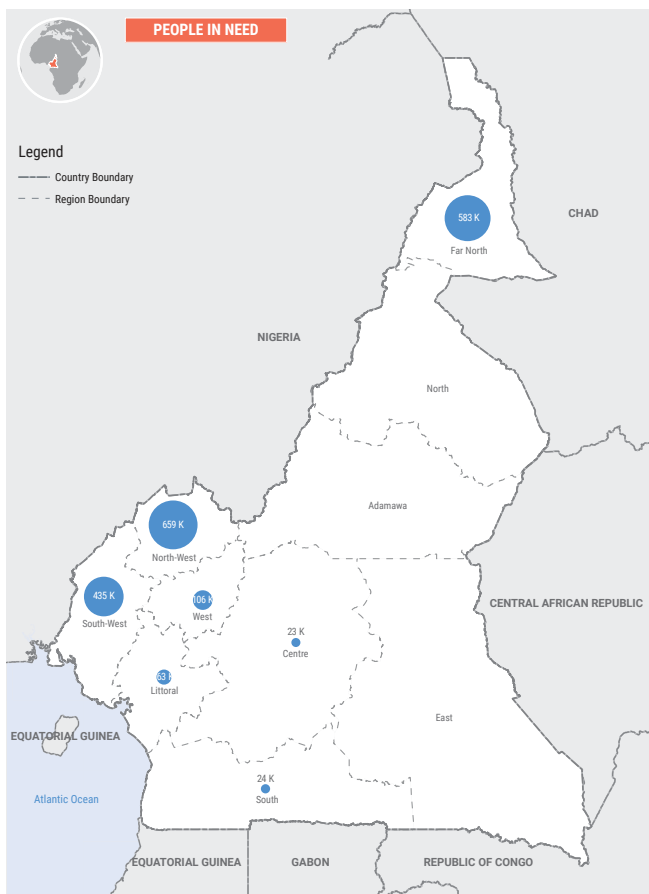 PEOPLE IN NEED
Legend
Country Boundary
Region Boundary
583 K
Far North
CHAD
NIGERIA
North
Adamawa
659 K
North-West
435 K
South-West
106 K
West
CENTRAL AFRICAN REPUBLIC
23 K
Centre
63 K
Littoral
East
EQUATORIAL GUINEA
24 K
South
Atlantic Ocean
EQUATORIAL GUINEA
GABON
REPUBLIC OF CONGO